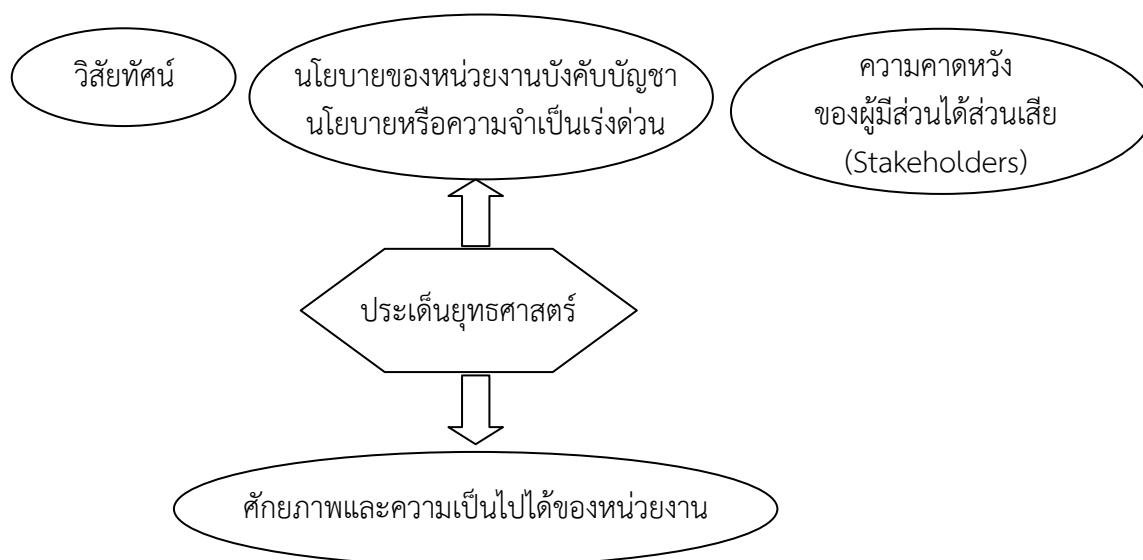 วิสัยทัศน์
นโยบายของหน่วยงานบังคับบัญชา
นโยบายหรือความจำเป็นเร่งด่วน
ความคาดหวัง
ของผู้มีส่วนได้ส่วนเสีย
(Stakeholders)
ประเด็นยุทธศาสตร์
ศักยภาพและความเป็นไปได้ของหน่วยงาน